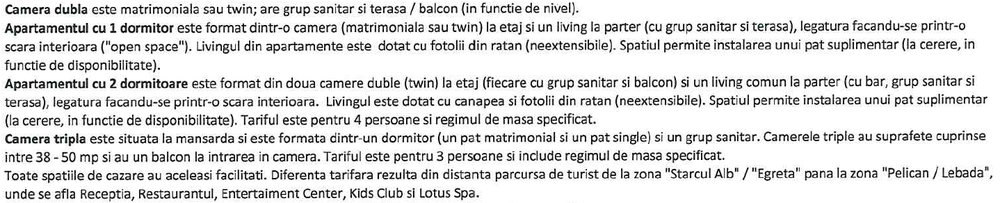 Camera dubla este matrimoniala sau twin; are grup sanitar si terasa / balcon (in functie de nivel).
Apartamentul cu 1 dormitor este format dintr-o camera (matrimoniala sau twin) la etaj si un living la parter (cu grup sanitar si terasa), legatura facandu-se printr-o
scara interioara ("open space"). Livingul din apartamente este dotat cu fotolii din ratan (neextensibile). Spatiul permite instalarea unui pat suplimentar (la cerere, in
functie de disponibilitate).
Apartamentul cu 2 dormitoare este format din doua camere duble (twin) la etaj (fiecare cu grup sanitar si balcon) si un living comun la parter (cu bar, grup sanitar si
terasa), legatura facandu-se printr-o scara interioara. Livingul este dotat cu canapea si fotolii din ratan (neextensibile). Spatiul permite instalarea unui pat suplimentar
(la cerere, in functie de disponibilitate). Tariful este pentru 4 persoane si regimul de masa specificat.
Camera tripla este situata la mansarda si este formata dintr-un dormitor (un pat matrimonial si un pat single) si un grup sanitar. Camerele triple au suprafete cuprinse
intre 38 - 50 mp si au un balcon la intrarea in camera. Tariful este pentru 3 persoane si include regimul de masa specificat.
Toate spatiile de cazare au aceleasi facilitati. Diferenta tarifara rezulta din distanta parcursa de turist de la zona "Starcul Alb" / "Egreta" pana la zona "Pelican / Lebada",
unde se afla Receptia, Restaurantul, Entertaiment Center, Kids Club si Lotus Spa.